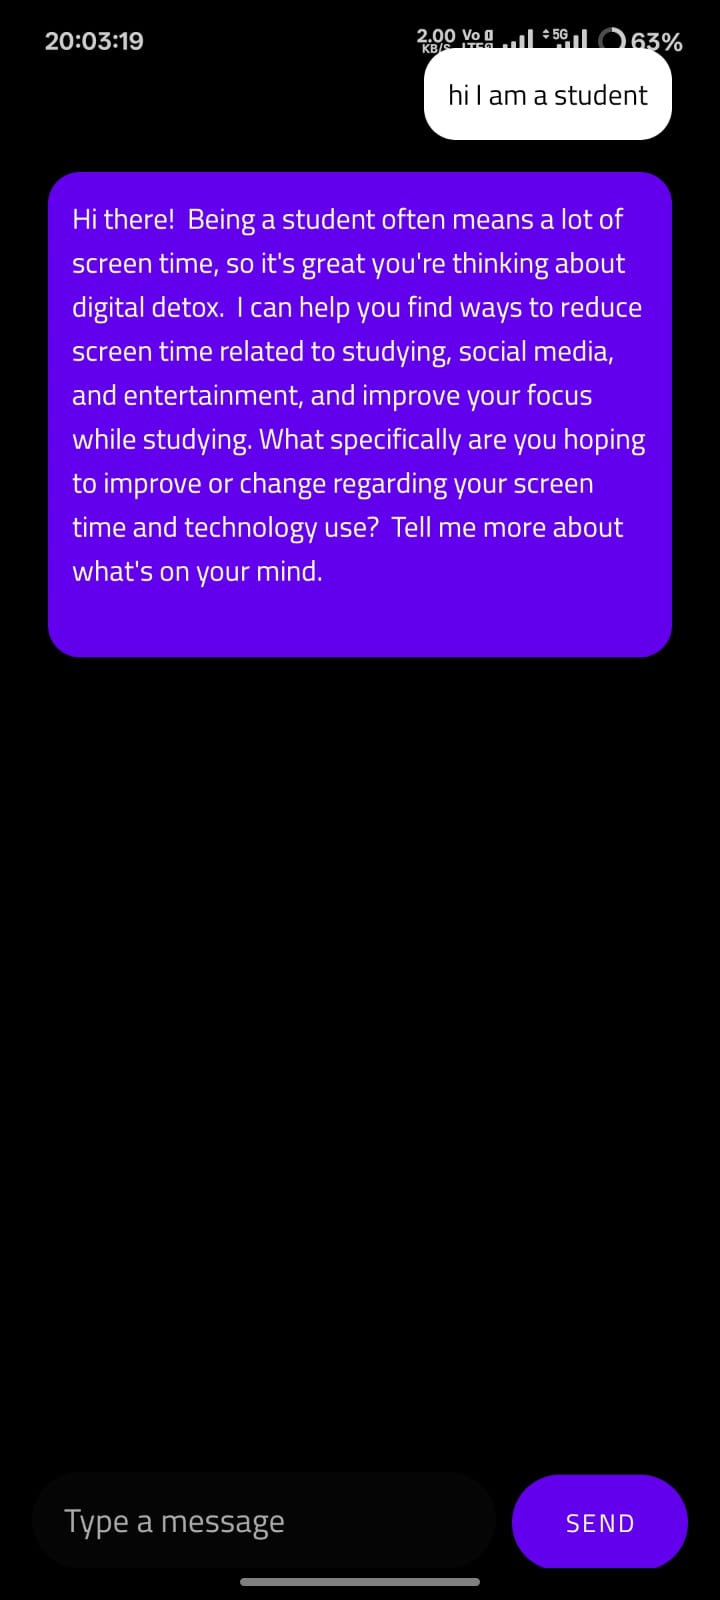 20:03:19 2.00 Vo 5G 63%
KB/S
hi I am a student
Hi there!  Being a student often means a lot of
screen time, so it's great you're thinking about
digital detox.  I can help you find ways to reduce
screen time related to studying, social media,
and entertainment, and improve your focus
while studying. What specifically are you hoping
to improve or change regarding your screen
time and technology use?  Tell me more about
what's on your mind.
Type a message
SEND